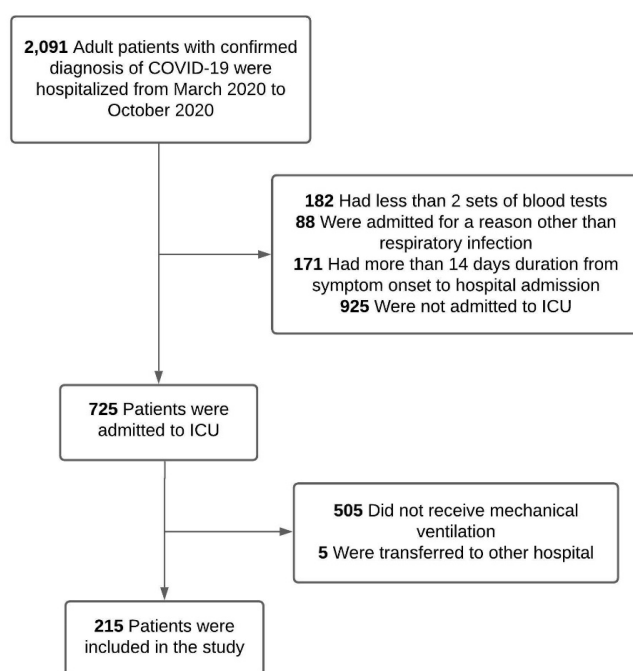 2,091 Adult patients with confirmed
diagnosis of COVID-19 were
hospitalized from March 2020 to
October 2020
182 Had less than 2 sets of blood tests
88 Were admitted for a reason other than
respiratory infection
171 Had more than 14 days duration from
symptom onset to hospital admission
925 Were not admitted to ICU
725 Patients were
admitted to ICU
505 Did not receive mechanical
ventilation
5 Were transferred to other hospital
215 Patients were
included in the study